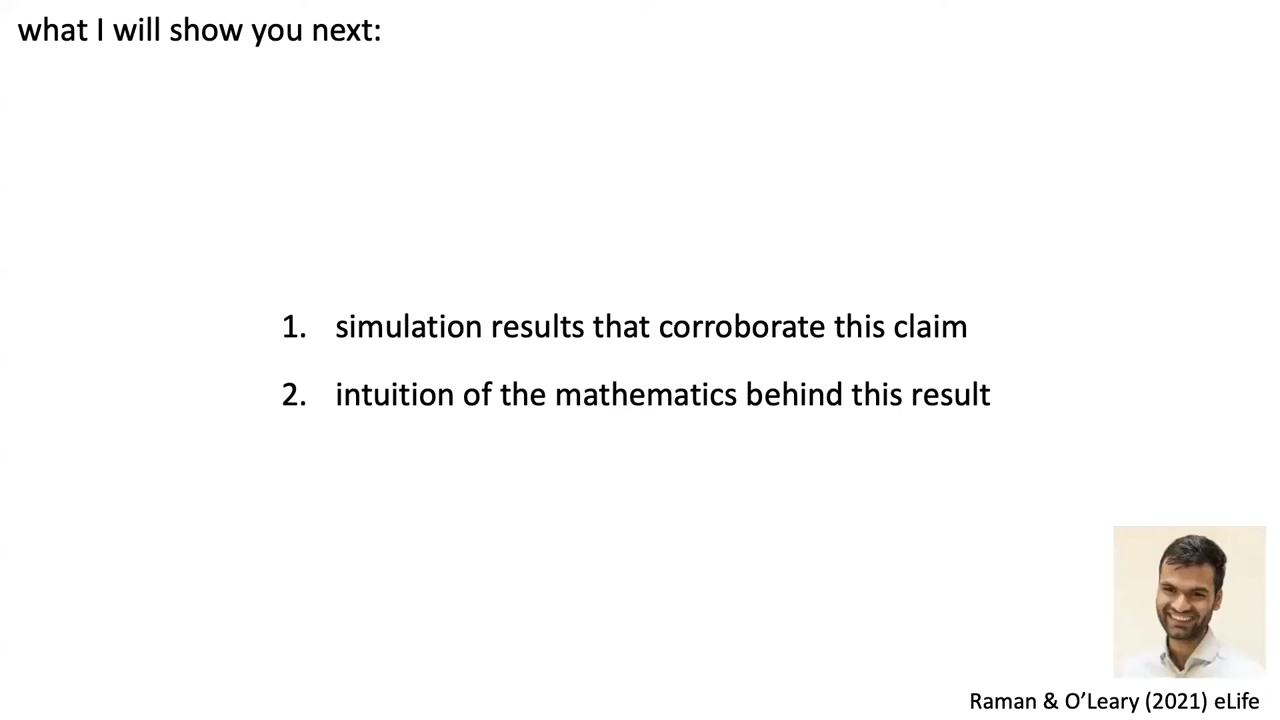 what I will show you next:
1. simulation results that corroborate this claim
2. intuition of the mathematics behind this result
Raman & O’Leary (2021) eLife